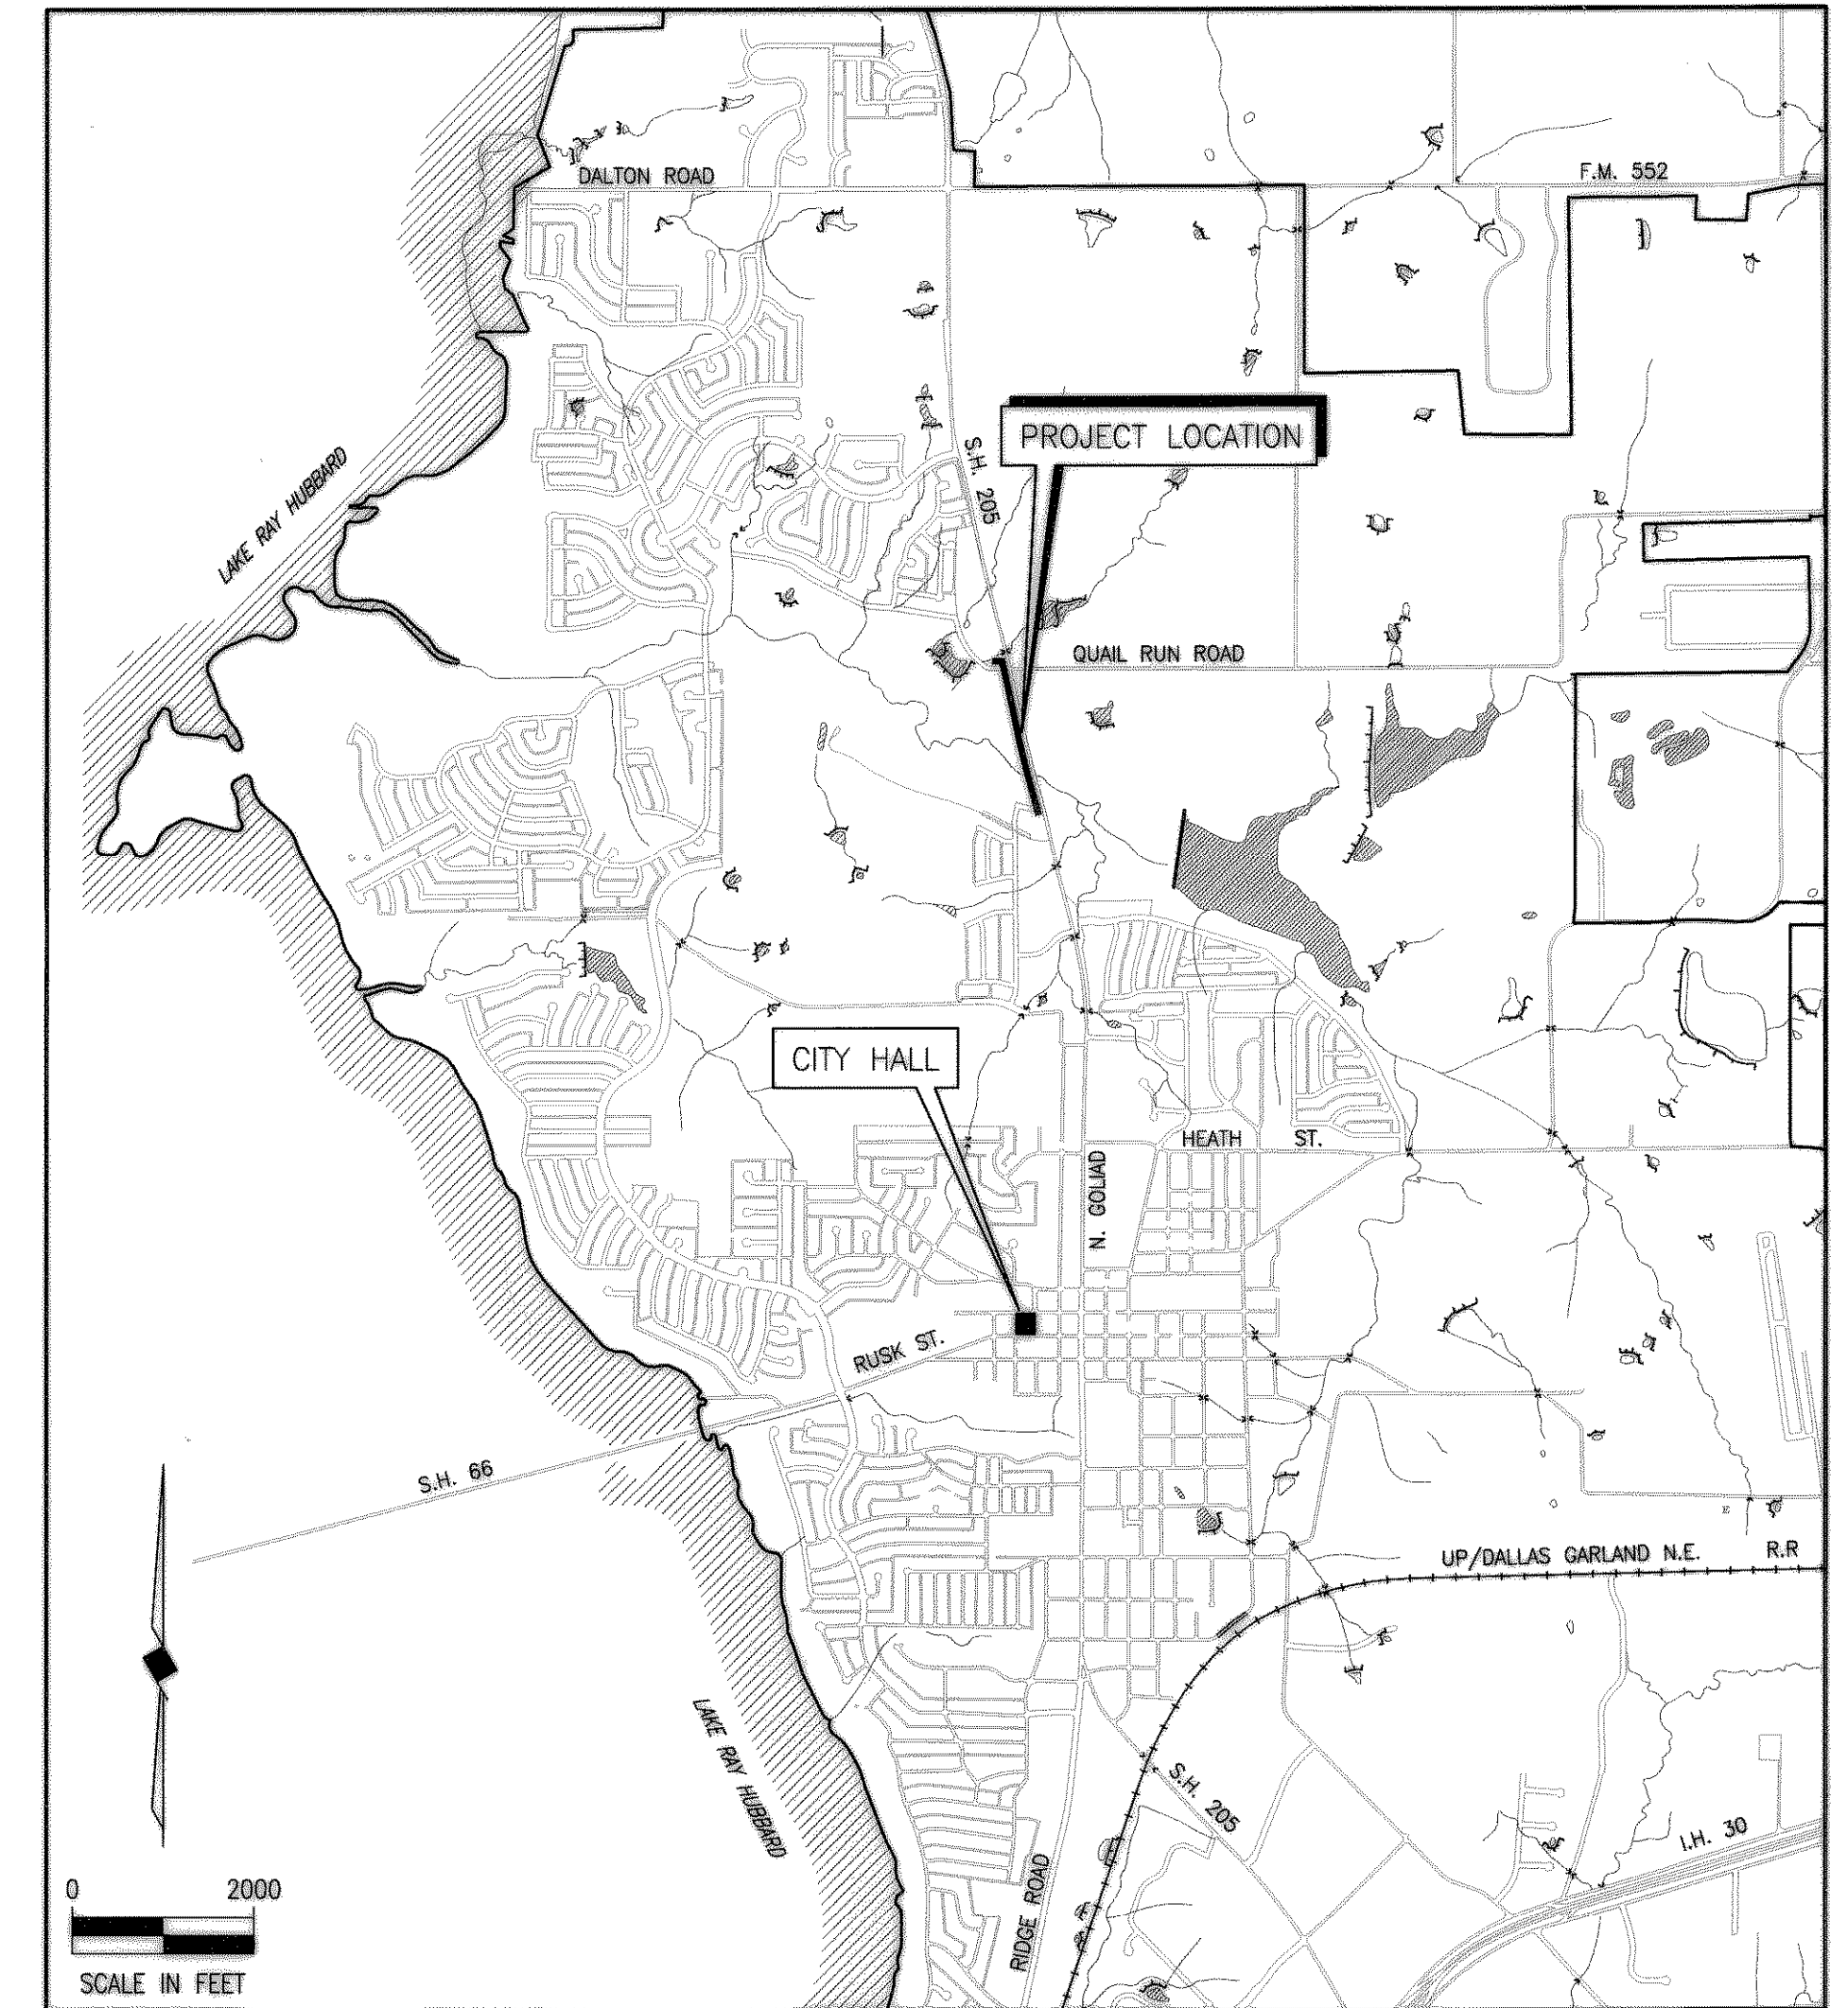 DALTON ROAD
F.M. 552
PROJECT LOCATION
S.H. 205
LAKE RAY HUBBARD
QUAIL RUN ROAD
CITY HALL
HEATH ST.
N. GOLIAD
RUSK ST.
S.H. 66
UP/DALLAS GARLAND N.E. R.R
LAKE RAY HUBBARD
S.H. 205
I.H. 30
RIDGE ROAD
0 2000
SCALE IN FEET